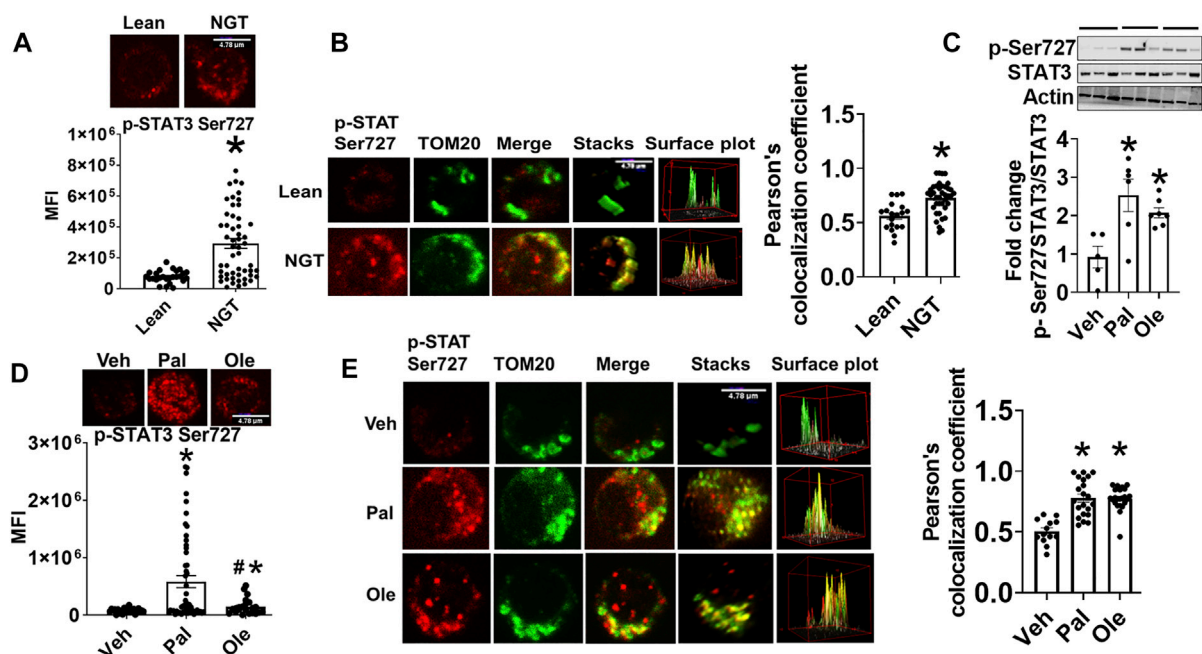 A
Lean NGT
4.78 µm
p-STAT3 Ser727
MFI
1×10⁶
8×10⁵
6×10⁵
4×10⁵
2×10⁵
0
*
Lean
NGT
B
p-STAT
Ser727 TOM20 Merge Stacks Surface plot
4.78 µm
Lean
NGT
Pearson's
colocalization coefficient
1.5
1.0
0.5
0.0
*
Lean
NGT
C
p-Ser727
STAT3
Actin
Fold change
p- Ser727STAT3/STAT3
6
4
2
0
* *
Veh
Pal
Ole
D
Veh Pal Ole
4.78 µm
p-STAT3 Ser727
MFI
3×10⁶
2×10⁶
1×10⁶
0
*
# *
Veh Pal Ole
E
p-STAT
Ser727 TOM20 Merge Stacks Surface plot
4.78 µm
Veh
Pal
Ole
Pearson's
colocalization coefficient
1.5
1.0
0.5
0.0
* *
Veh
Pal
Ole